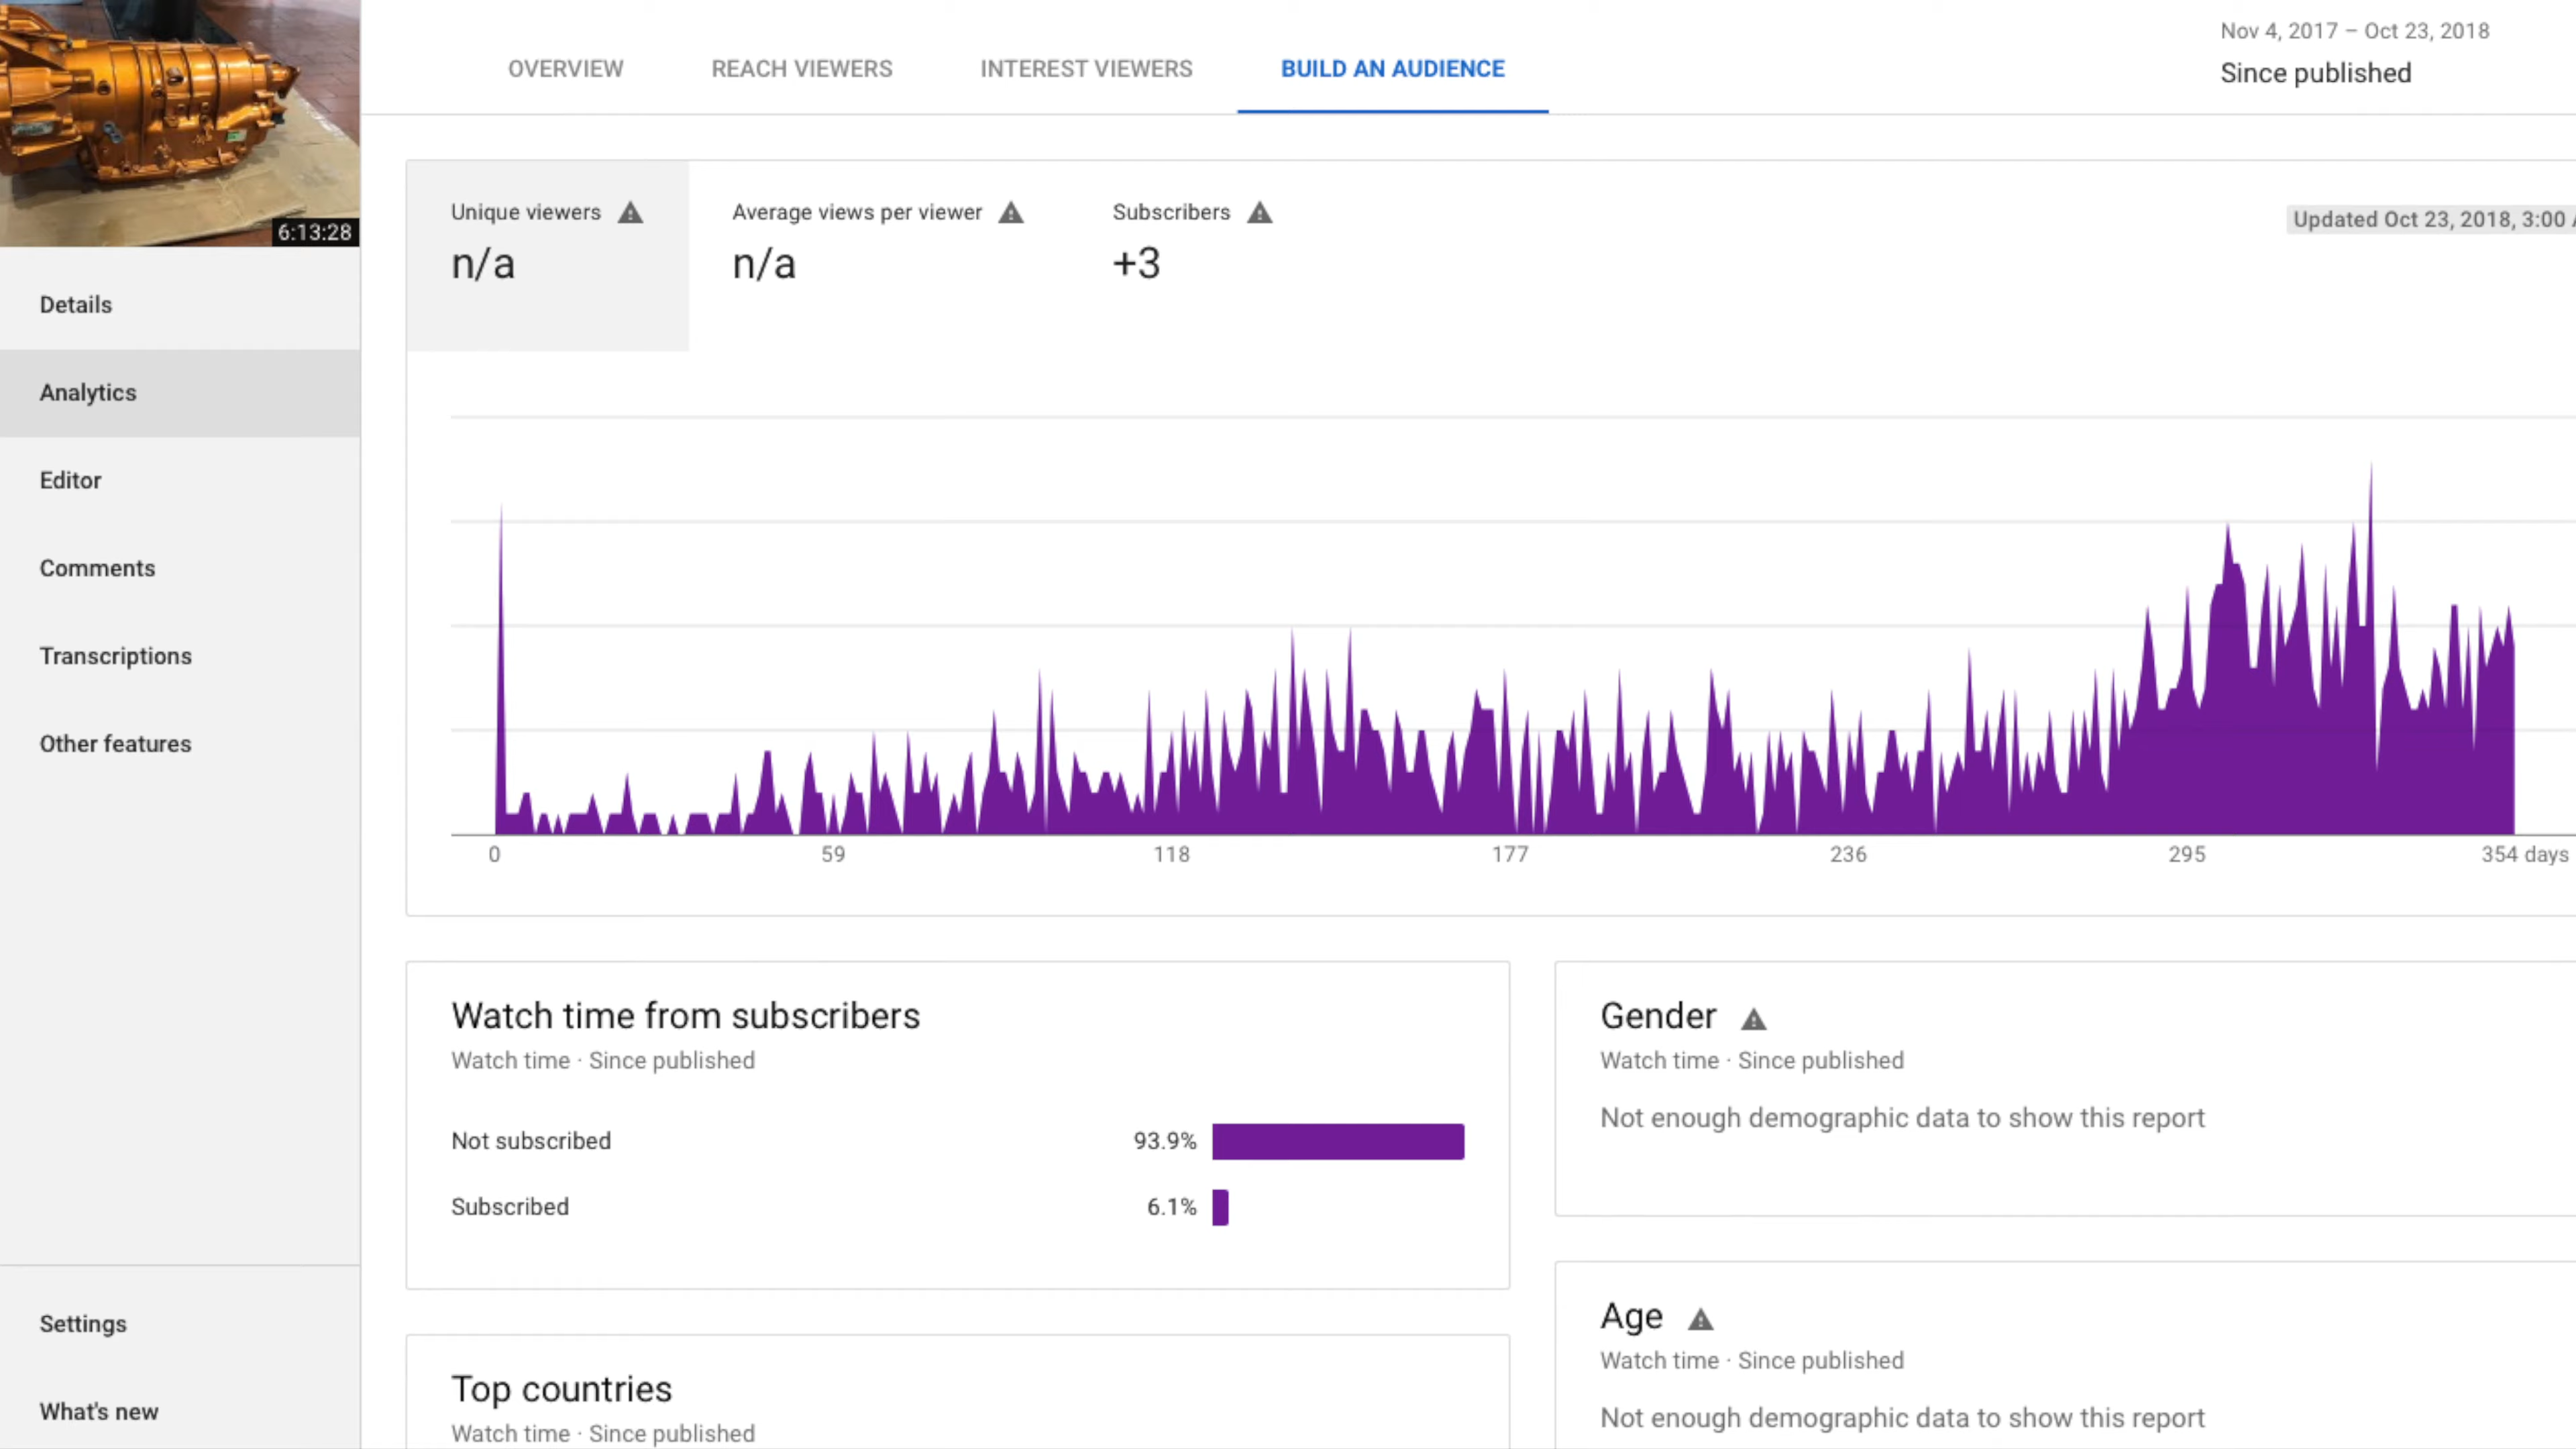 OVERVIEW REACH VIEWERS INTEREST VIEWERS BUILD AN AUDIENCE
Nov 4, 2017 – Oct 23, 2018
Since published
6:13:28
Details
Analytics
Editor
Comments
Transcriptions
Other features
Settings
What's new
Unique viewers
n/a
Average views per viewer
n/a
Subscribers
+3
Updated Oct 23, 2018, 3:00
0 59 118 177 236 295 354 days
Watch time from subscribers
Watch time · Since published
Not subscribed 93.9%
Subscribed 6.1%
Gender
Watch time · Since published
Not enough demographic data to show this report
Top countries
Watch time · Since published
Age
Watch time · Since published
Not enough demographic data to show this report